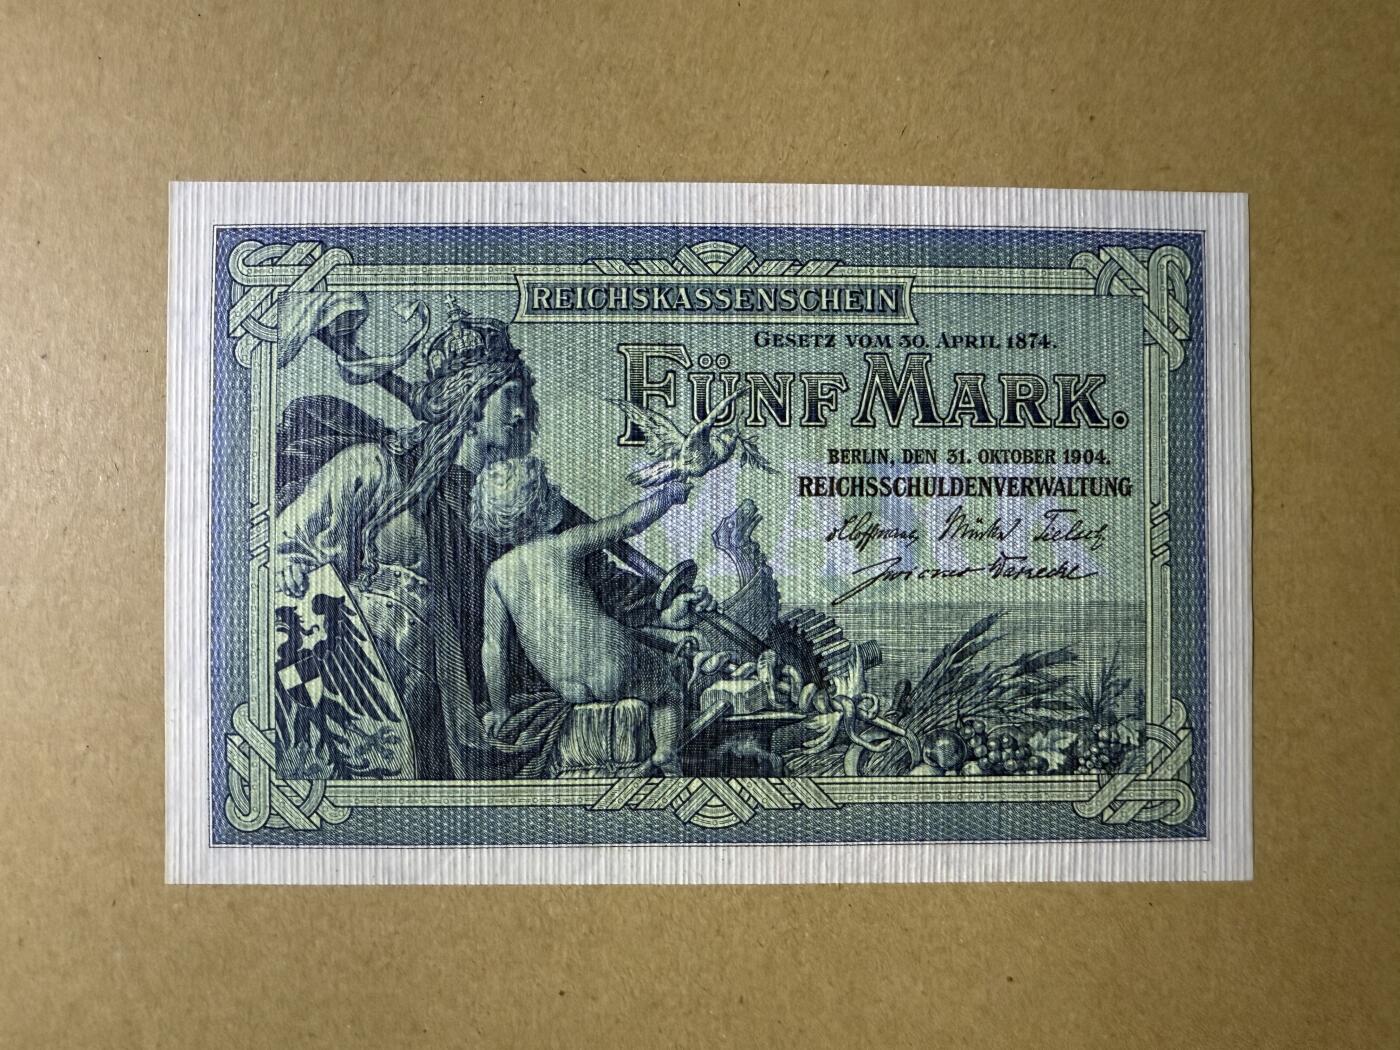 REICHSKASSENSCHEIN
GESETZ VOM 30. APRIL 1874.
FÜNF MARK.
BERLIN, DEN 31. OKTOBER 1904.
REICHSSCHULDENVERWALTUNG